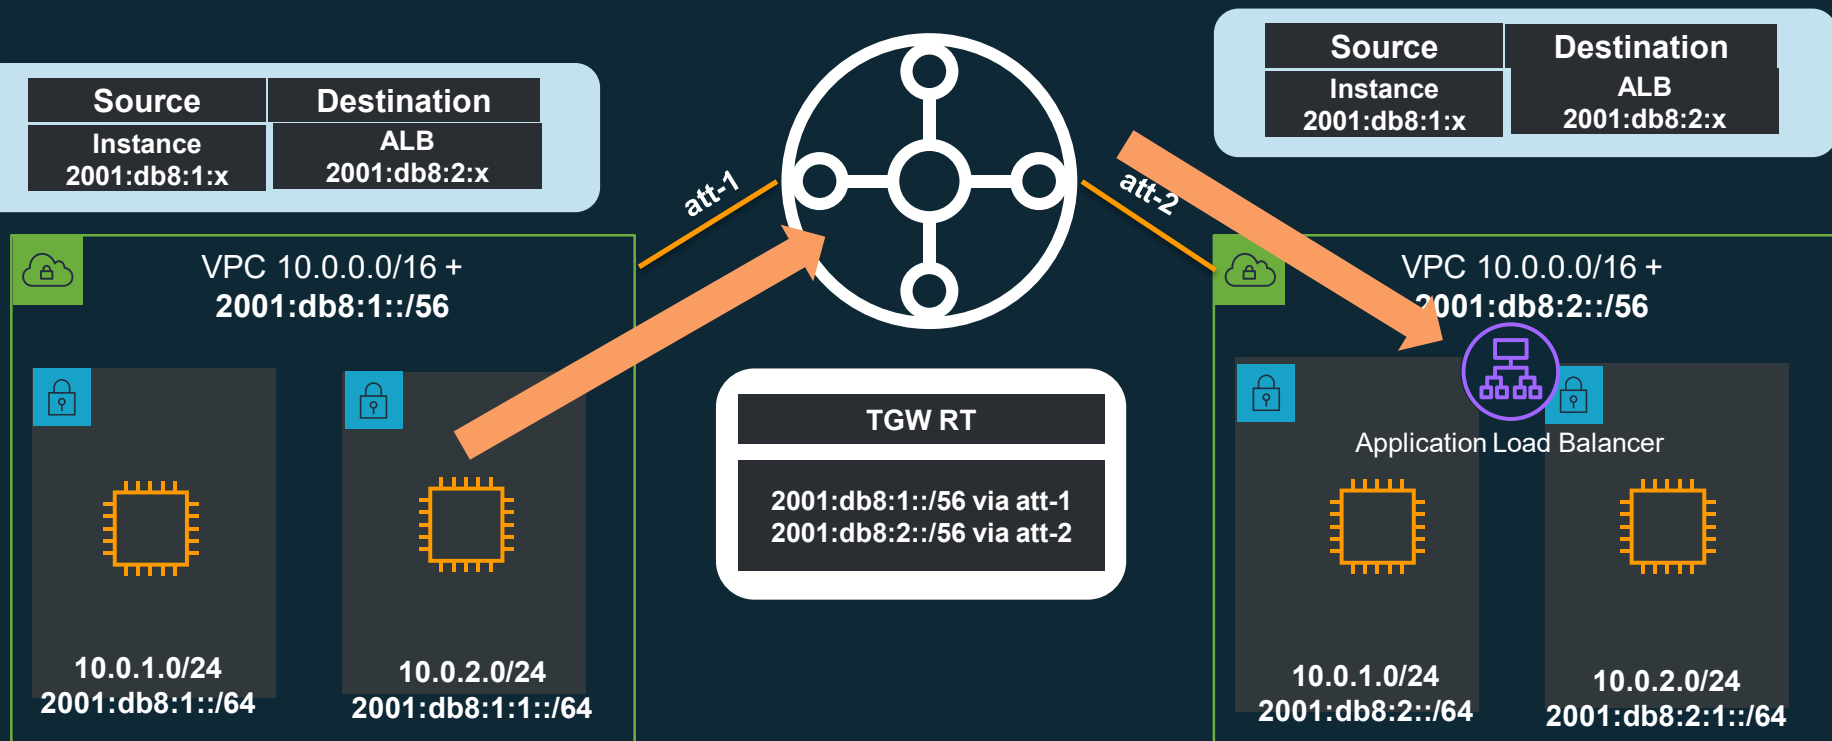 Source Destination
Instance ALB
2001:db8:1:x 2001:db8:2:x
Source Destination
Instance ALB
2001:db8:1:x 2001:db8:2:x
att-1
att-2
VPC 10.0.0.0/16 +
2001:db8:1::/56
10.0.1.0/24
2001:db8:1::/64
10.0.2.0/24
2001:db8:1:1::/64
TGW RT
2001:db8:1::/56 via att-1
2001:db8:2::/56 via att-2
VPC 10.0.0.0/16 +
2001:db8:2::/56
Application Load Balancer
10.0.1.0/24
2001:db8:2::/64
10.0.2.0/24
2001:db8:2:1::/64